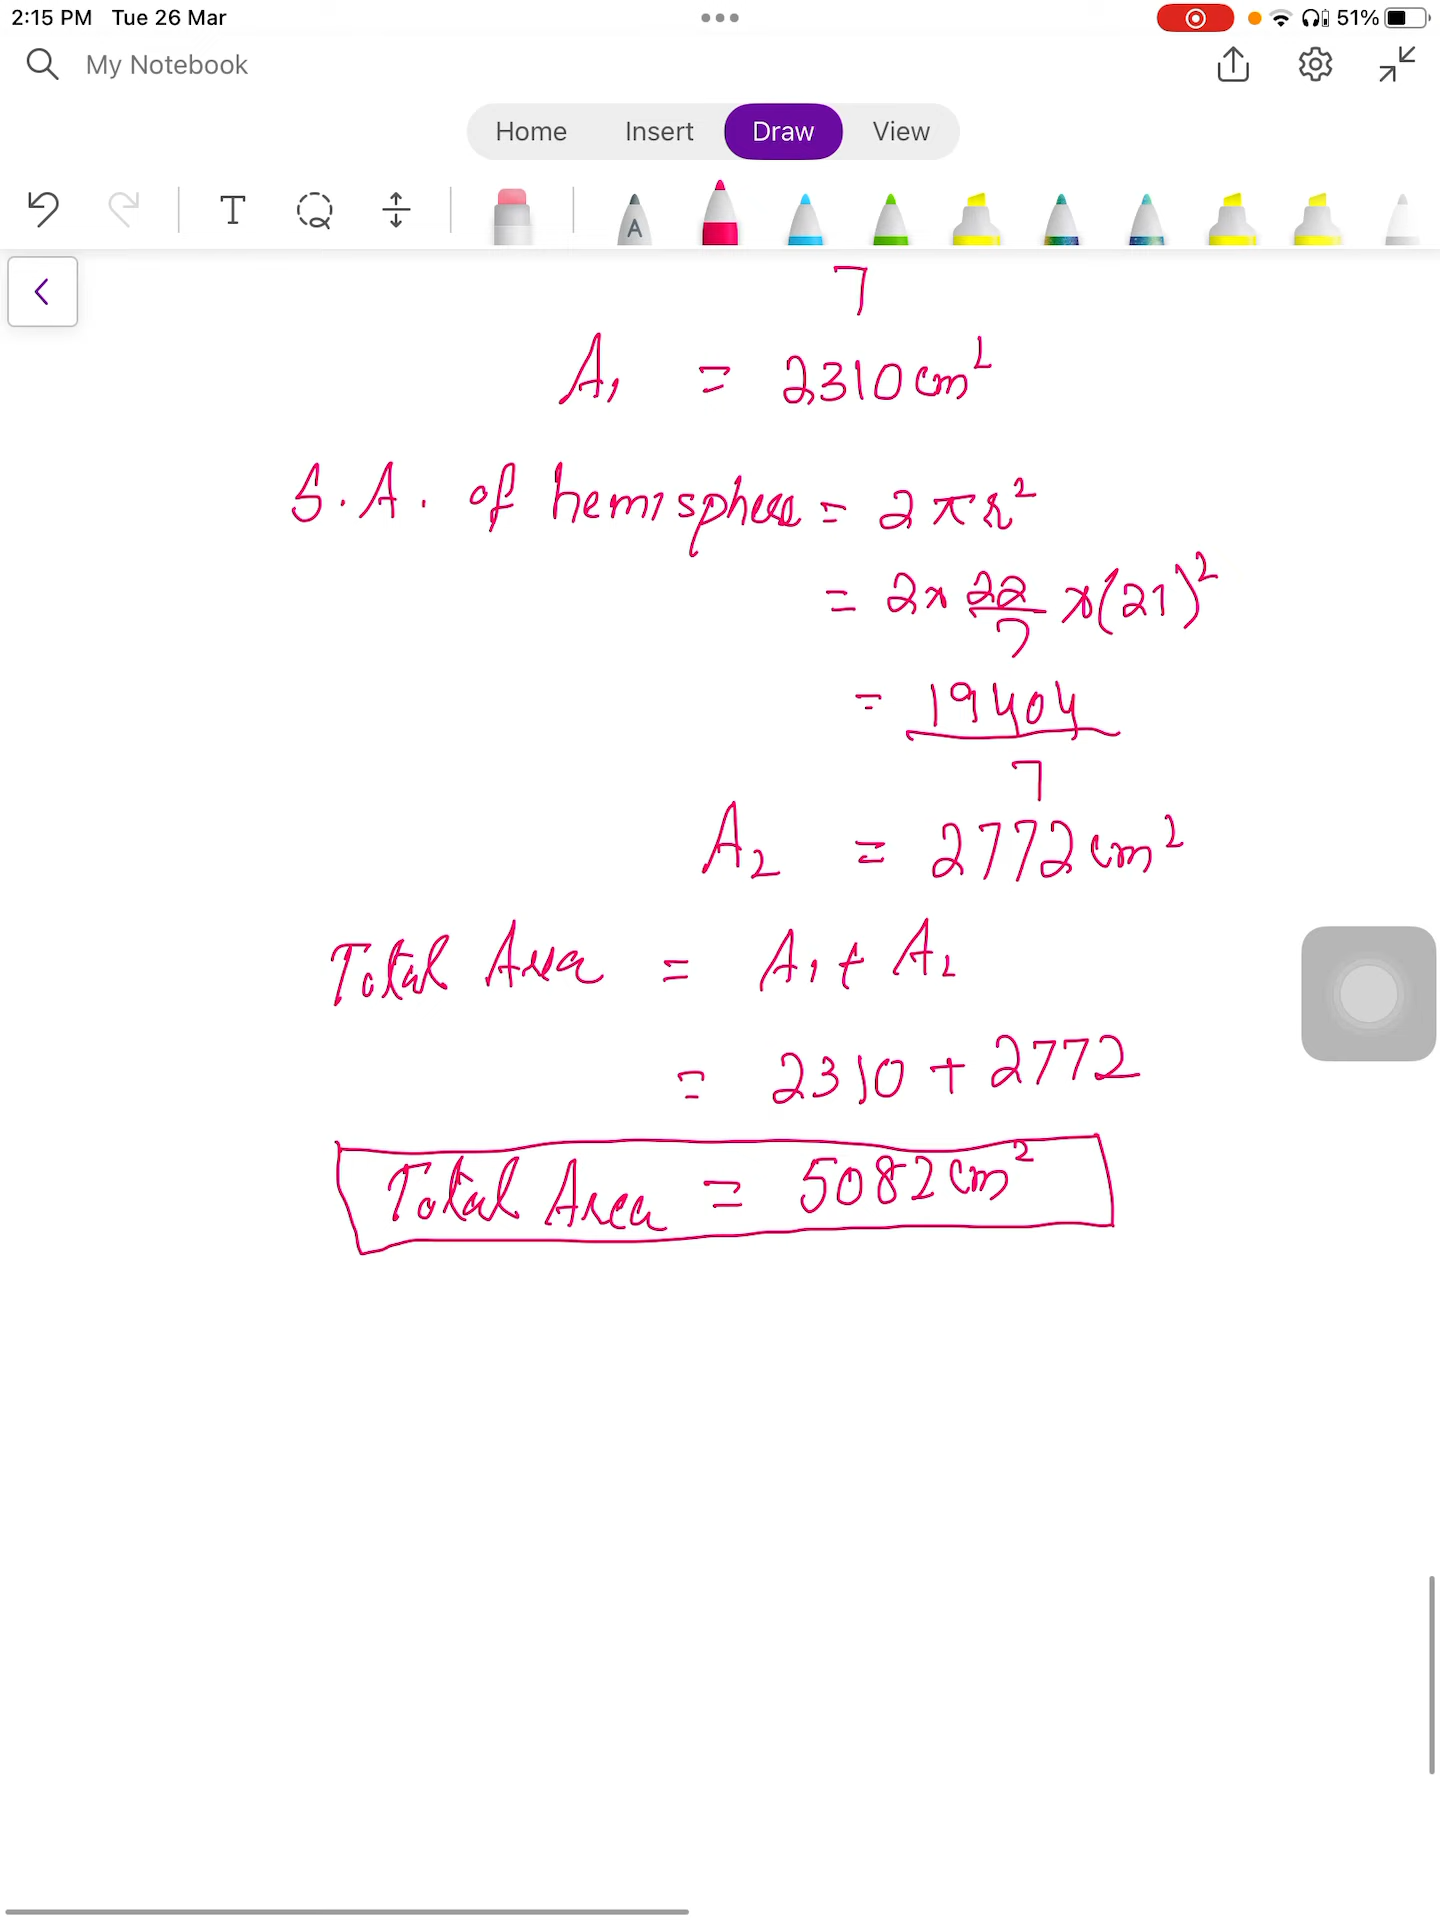 2:15 PM Tue 26 Mar 51%
My Notebook
Home Insert Draw View
T A
7
A₁ = 2310 cm²
S.A. of hemisphere = 2πr²
= 2 × 22/7 × (21)²
= 19404
7
A₂ = 2772 cm²
Total Area = A₁ + A₂
= 2310 + 2772
Total Area = 5082 cm²